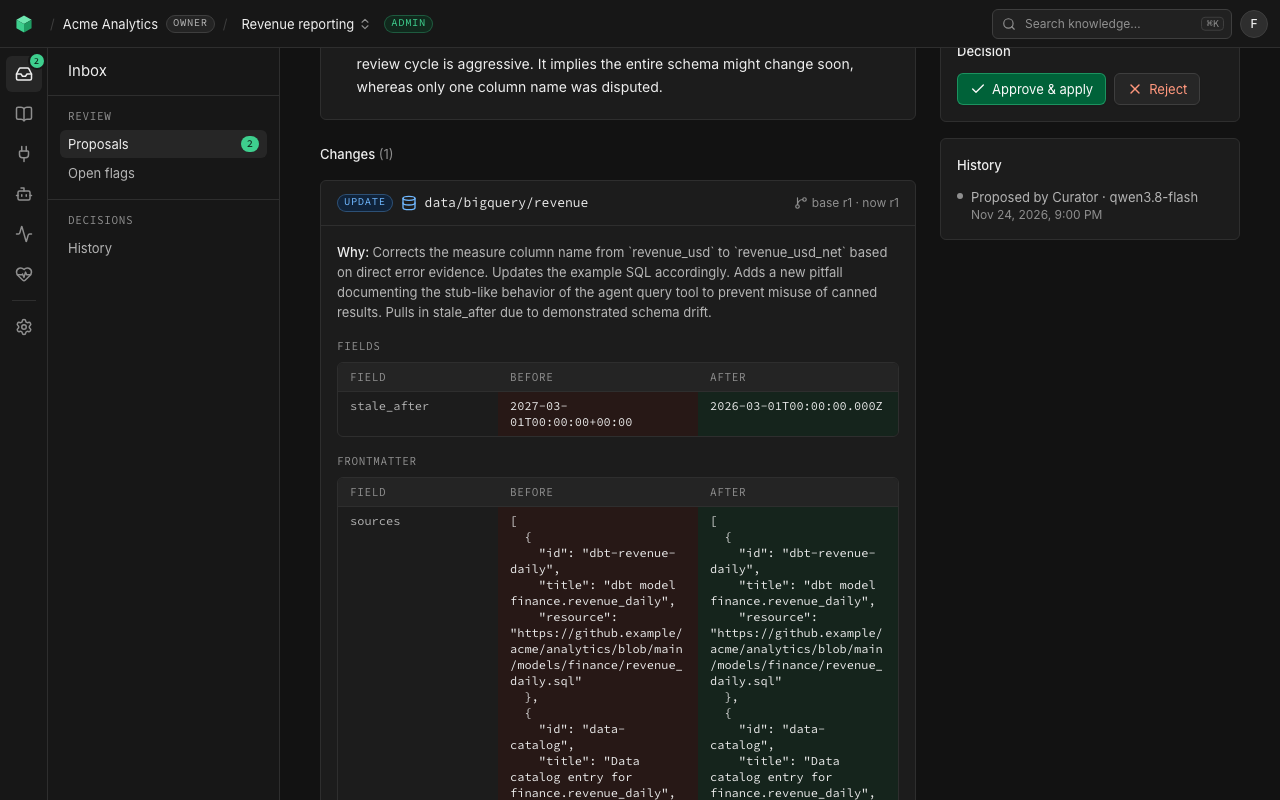 / Acme Analytics OWNER / Revenue reporting ADMIN
Search knowledge... ⌘K F
2
Inbox
REVIEW
Proposals 2
Open flags
DECISIONS
History
review cycle is aggressive. It implies the entire schema might change soon,
whereas only one column name was disputed.
Changes (1)
UPDATE data/bigquery/revenue base r1 · now r1
Why: Corrects the measure column name from `revenue_usd` to `revenue_usd_net` based
on direct error evidence. Updates the example SQL accordingly. Adds a new pitfall
documenting the stub-like behavior of the agent query tool to prevent misuse of canned
results. Pulls in stale_after due to demonstrated schema drift.
FIELDS
FIELD BEFORE AFTER
stale_after 2027-03- 2026-03-01T00:00:00.000Z
01T00:00:00+00:00
FRONTMATTER
FIELD BEFORE AFTER
sources [ [
{ {
"id": "dbt-revenue- "id": "dbt-revenue-
daily", daily",
"title": "dbt model "title": "dbt model
finance.revenue_daily", finance.revenue_daily",
"resource": "resource":
"https://github.example/ "https://github.example/
acme/analytics/blob/main acme/analytics/blob/main
/models/finance/revenue_ /models/finance/revenue_
daily.sql" daily.sql"
}, },
{ {
"id": "data- "id": "data-
catalog", catalog",
"title": "Data "title": "Data
catalog entry for catalog entry for
finance.revenue_daily", finance.revenue_daily",
Decision
Approve & apply Reject
History
Proposed by Curator · qwen3.8-flash
Nov 24, 2026, 9:00 PM